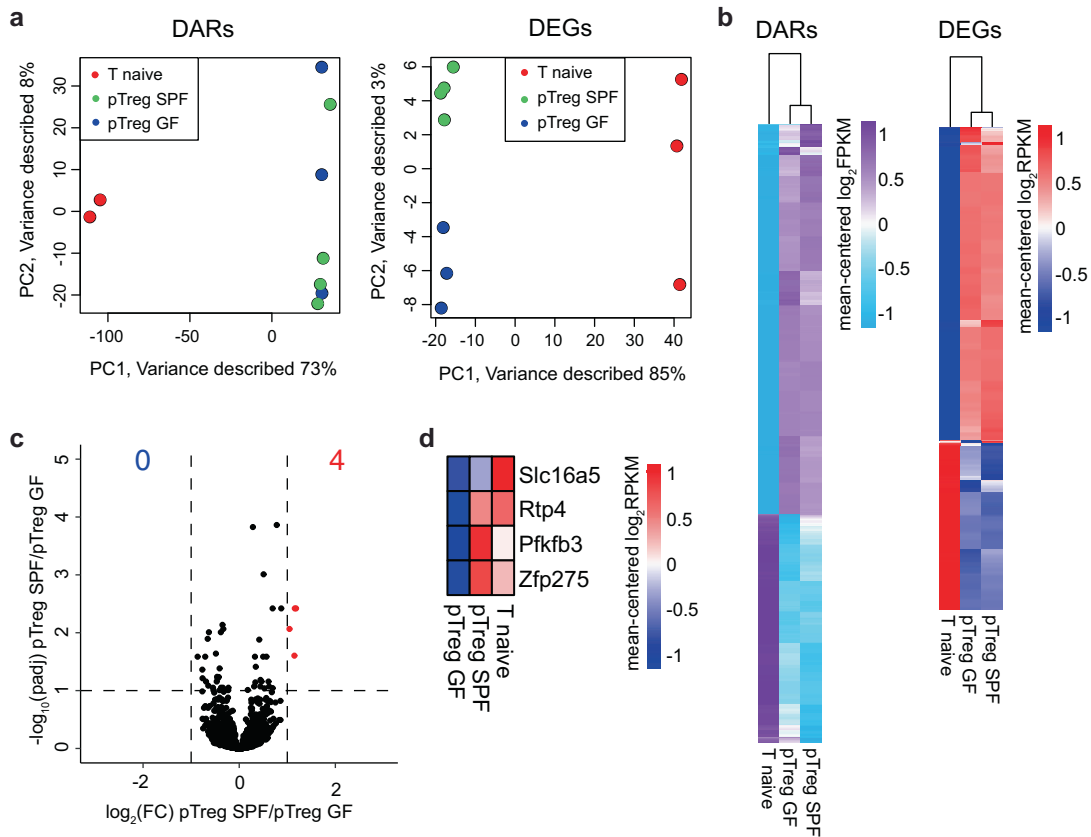 a
DARs
PC2, Variance described 8%
30
20
10
0
10
-20
T naive
pTreg SPF
pTreg GF
-100
-50
0
PC1, Variance described 73%
DEGs
PC2, Variance described 3%
6
4
2
0
-2
-4
-6
-8
T naive
pTreg SPF
pTreg GF
-20
-10
0
10
20
30
40
PC1, Variance described 85%
b
DARs
T naive
pTreg GF
pTreg SPF
1
0.5
0
-0.5
-1
mean-centered log2FPKM
DEGs
T naive
pTreg GF
pTreg SPF
1
0.5
0
-0.5
-1
mean-centered log2RPKM
c
-log10(padj) pTreg SPF/pTreg GF
5
4
3
2
1
0
0
4
-2
0
2
log2(FC) pTreg SPF/pTreg GF
d
Slc16a5
Rtp4
Pfkfb3
Zfp275
pTreg GF
pTreg SPF
T naive
1
0.5
0
-0.5
-1
mean-centered log2RPKM